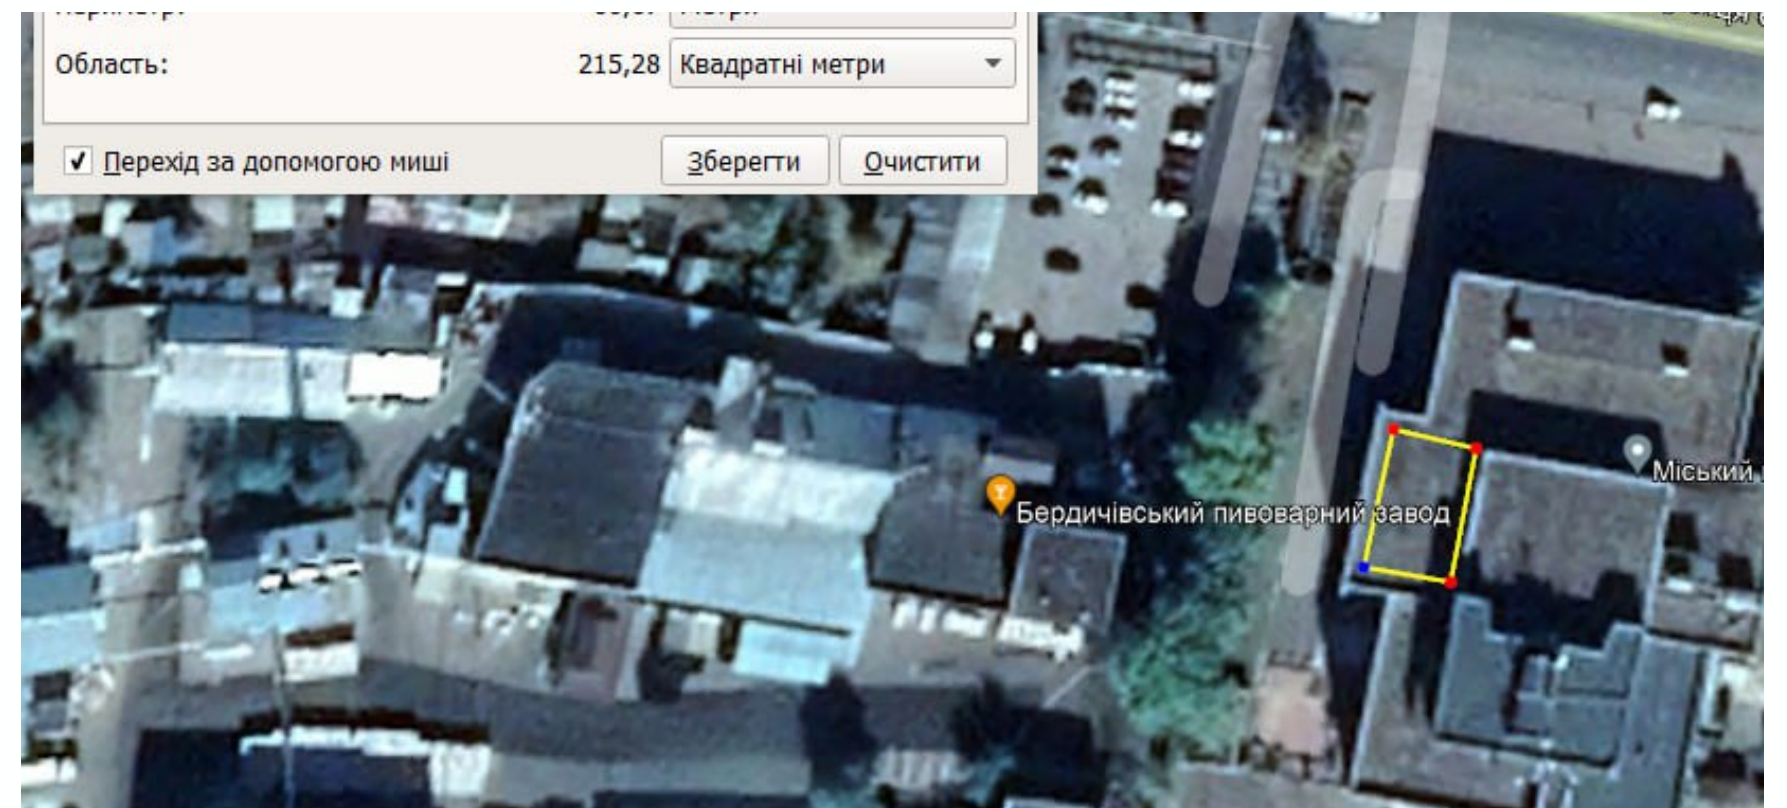 Область: 215,28 Квадратні метри
Перехід за допомогою миші Зберегти Очистити
Міський
Бердичівський пивоварний завод